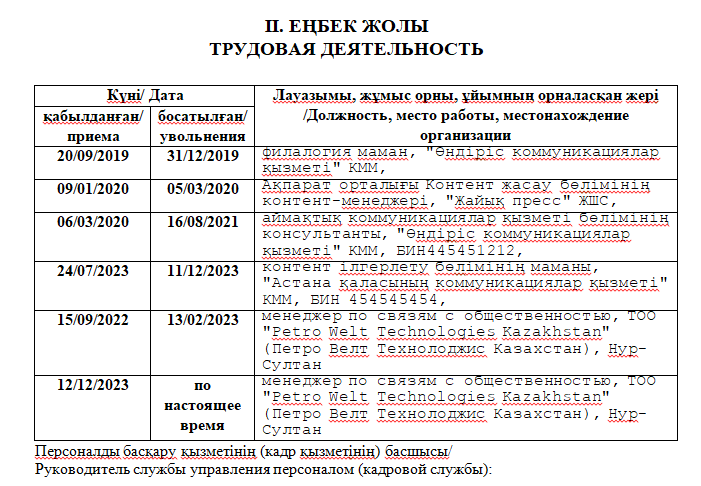 ІІ. ЕҢБЕК ЖОЛЫ
ТРУДОВАЯ ДЕЯТЕЛЬНОСТЬ
Күні/ Дата
Лауазымы, жұмыс орны, ұйымның орналасқан жері
/Должность, место работы, местонахождение
организации
қабылданған/
приема
босатылған/
увольнения
20/09/2019
31/12/2019
филалогия маман, "Өндіріс коммуникациялар
қызметі" КММ,
09/01/2020
05/03/2020
Ақпарат орталығы Контент жасау бөлімінің
контент-менеджері, "Жайық пресс" ЖШС,
06/03/2020
16/08/2021
аймақтық коммуникациялар қызметі бөлімінің
консультанты, "Өндіріс коммуникациялар
қызметі" КММ, БИН445451212,
24/07/2023
11/12/2023
контент ілгерлету бөлімінің маманы,
"Астана қаласының коммуникациялар қызметі"
КММ, БИН 454545454,
15/09/2022
13/02/2023
менеджер по связям с общественностью, ТОО
"Petro Welt Technologies Kazakhstan"
(Петро Велт Технолоджис Казахстан), Нур-
Султан
12/12/2023
по
настоящее
время
менеджер по связям с общественностью, ТОО
"Petro Welt Technologies Kazakhstan"
(Петро Велт Технолоджис Казахстан), Нур-
Султан
Персоналды басқару қызметінің (кадр қызметінің) басшысы/
Руководитель службы управления персоналом (кадровой службы):